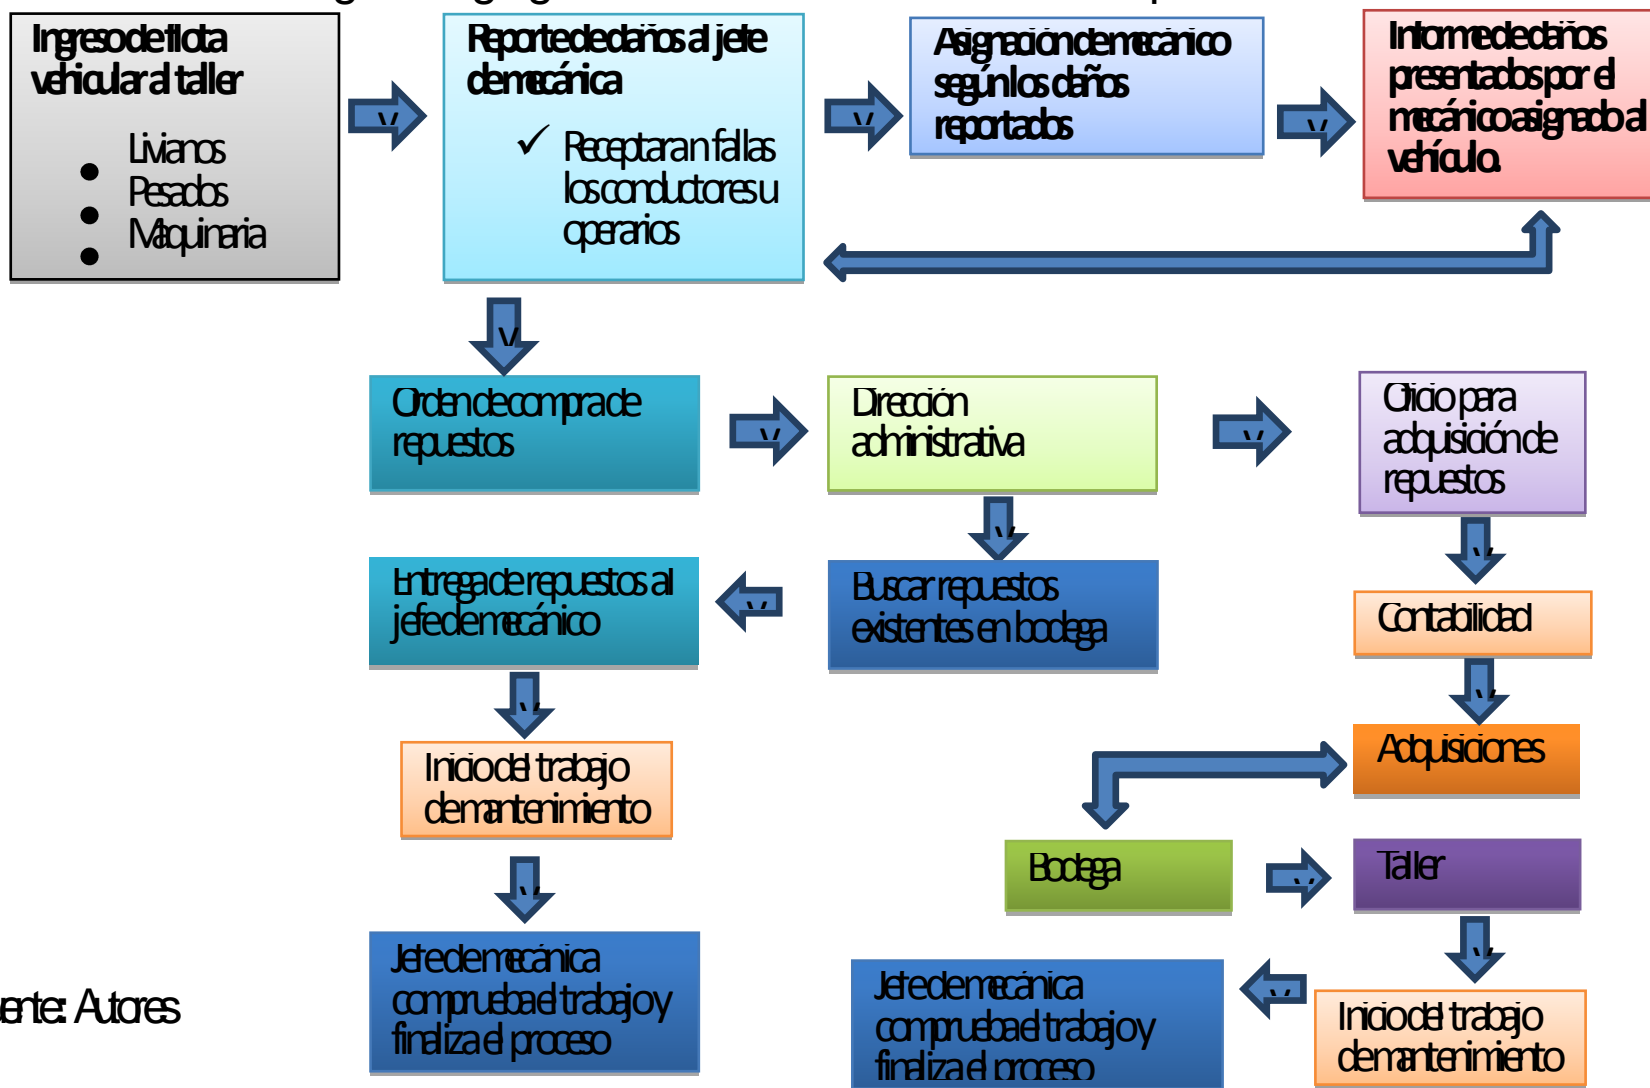 Ingreso de flota
vehicular al taller
Livianos
Pesados
Maquinaria
Reporte de daños al jefe
de mecánica
Receptaran fallas
los conductores u
operarios
Asignación de mecánico
según los daños
reportados
Informe de daños
presentados por el
mecánico asignado al
vehículo.
Orden de compra de
repuestos
Dirección
administrativa
Oficio para
adquisición de
repuestos
Entrega de repuestos al
jefe de mecánico
Buscar repuestos
existentes en bodega
Contabilidad
Inicio del trabajo
de mantenimiento
Adquisiciones
Bodega
Taller
Jefe de mecánica
comprueba el trabajo y
finaliza el proceso
Jefe de mecánica
comprueba el trabajo y
finaliza el proceso
Inicio del trabajo
de mantenimiento
: Autores